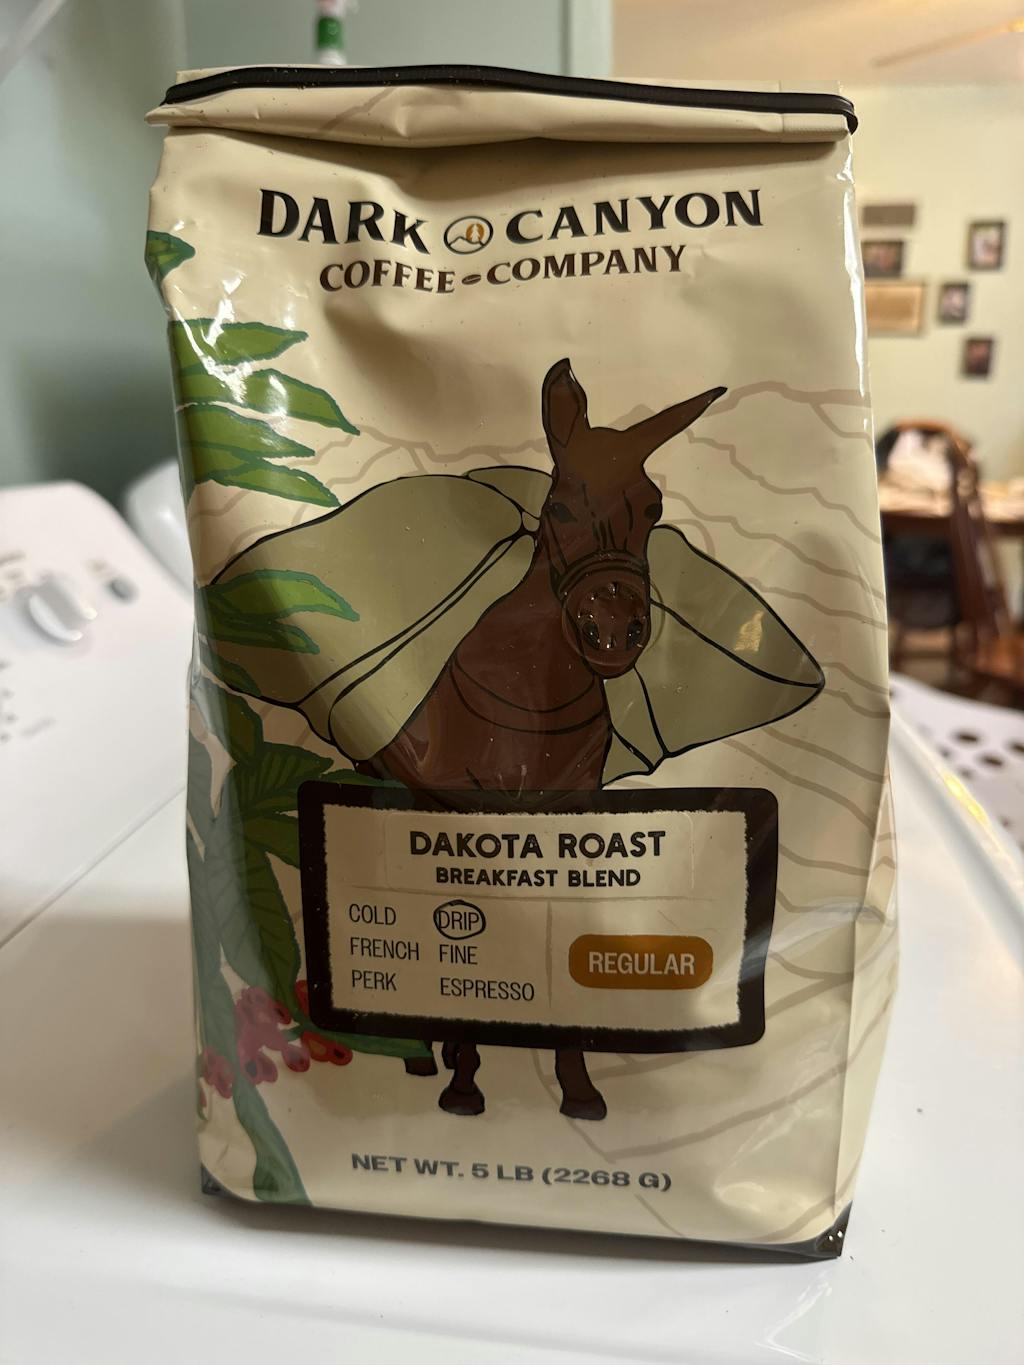 DARK CANYON
COFFEE COMPANY
DAKOTA ROAST
BREAKFAST BLEND
COLD DRIP
FRENCH FINE
PERK ESPRESSO
REGULAR
NET WT. 5 LB (2268 G)